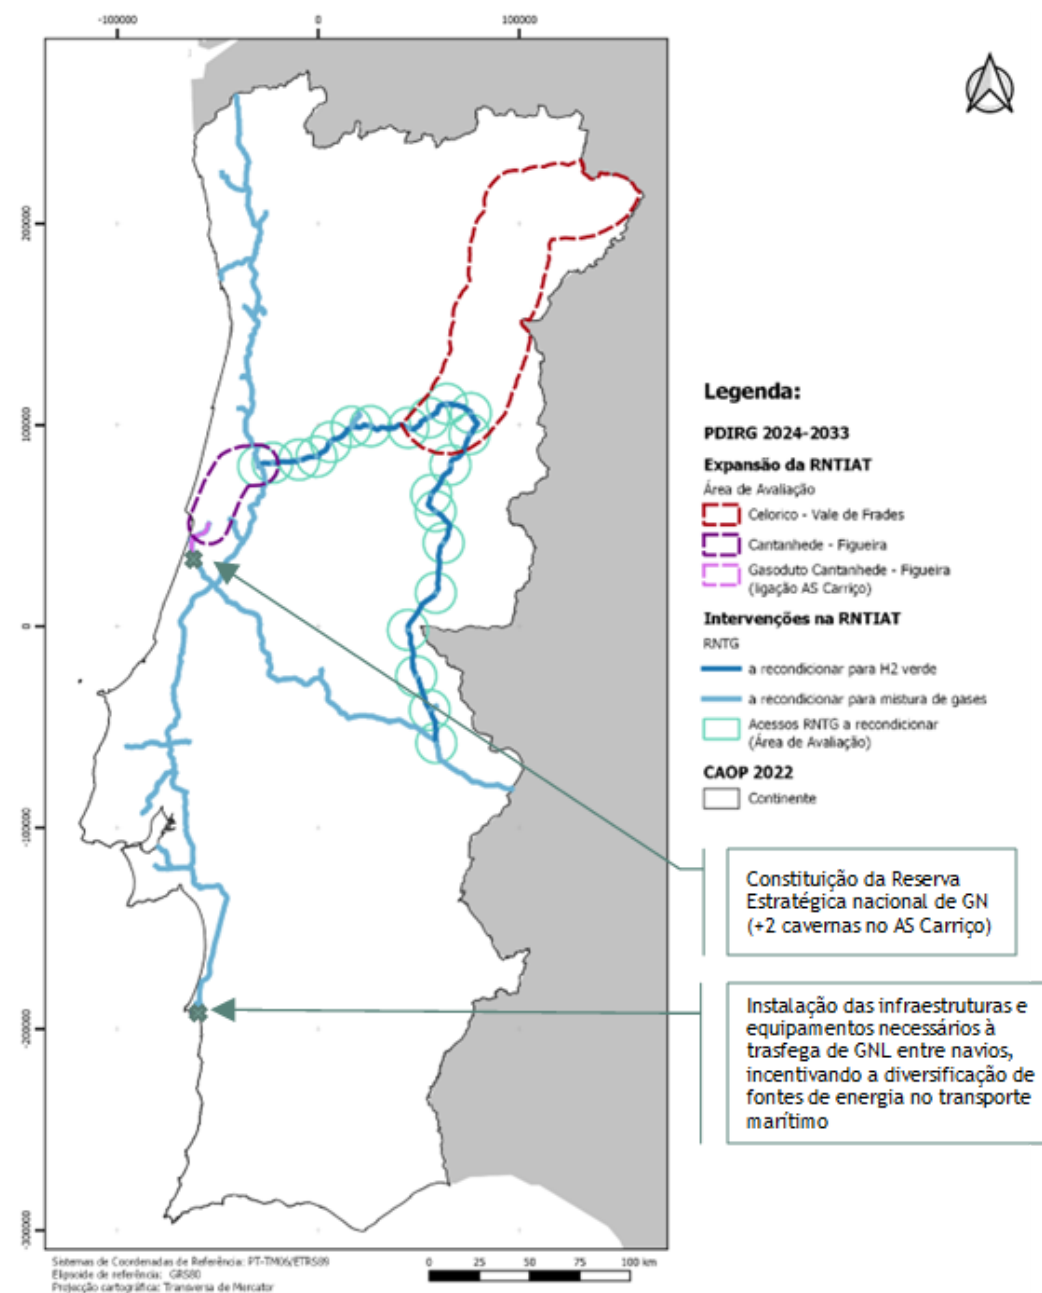 -100000 0 100000
200000
100000
0
-100000
-200000
-300000
Legenda:
PDIRG 2024-2033
Expansão da RNTIAT
Área de Avaliação
Celorico - Vale de Frades
Cantanhede - Figueira
Gasoduto Cantanhede - Figueira
(ligação AS Carriço)
Intervenções na RNTIAT
RNTG
a recondicionar para H2 verde
a recondicionar para mistura de gases
Acessos RNTG a recondicionar
(Área de Avaliação)
CAOP 2022
Continente
Constituição da Reserva
Estratégica nacional de GN
(+2 cavernas no AS Carriço)
Instalação das infraestruturas e
equipamentos necessários à
trasfega de GNL entre navios,
incentivando a diversificação de
fontes de energia no transporte
marítimo
Sistemas de Coordenadas de Referência: PT-TM06/ETRS89
Elipsoide de referência: GRS80
Projecção cartográfica: Transversa de Mercator
0 25 50 75 100 km